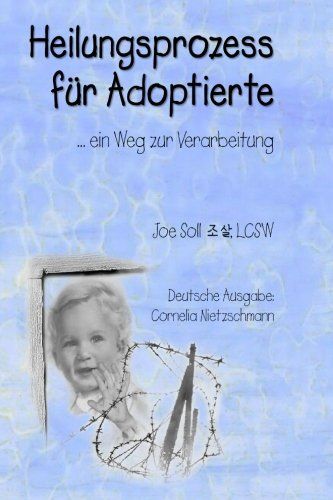 Heilungsprozess
für Adoptierte
... ein Weg zur Verarbeitung
Joe Soll 조살, LCSW
Deutsche Ausgabe:
Cornelia Nietzschmann